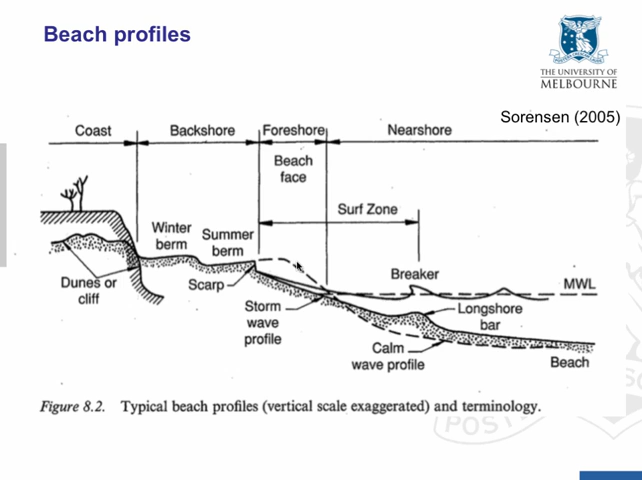 Beach profiles
THE UNIVERSITY OF
MELBOURNE
Sorensen (2005)
Coast
Backshore
Foreshore
Nearshore
Beach
face
Surf Zone
Winter
berm
Summer
berm
Breaker
MWL
Dunes or
cliff
Scarp
Storm
wave
profile
Longshore
bar
Calm
wave profile
Beach
Figure 8.2. Typical beach profiles (vertical scale exaggerated) and terminology.
POST